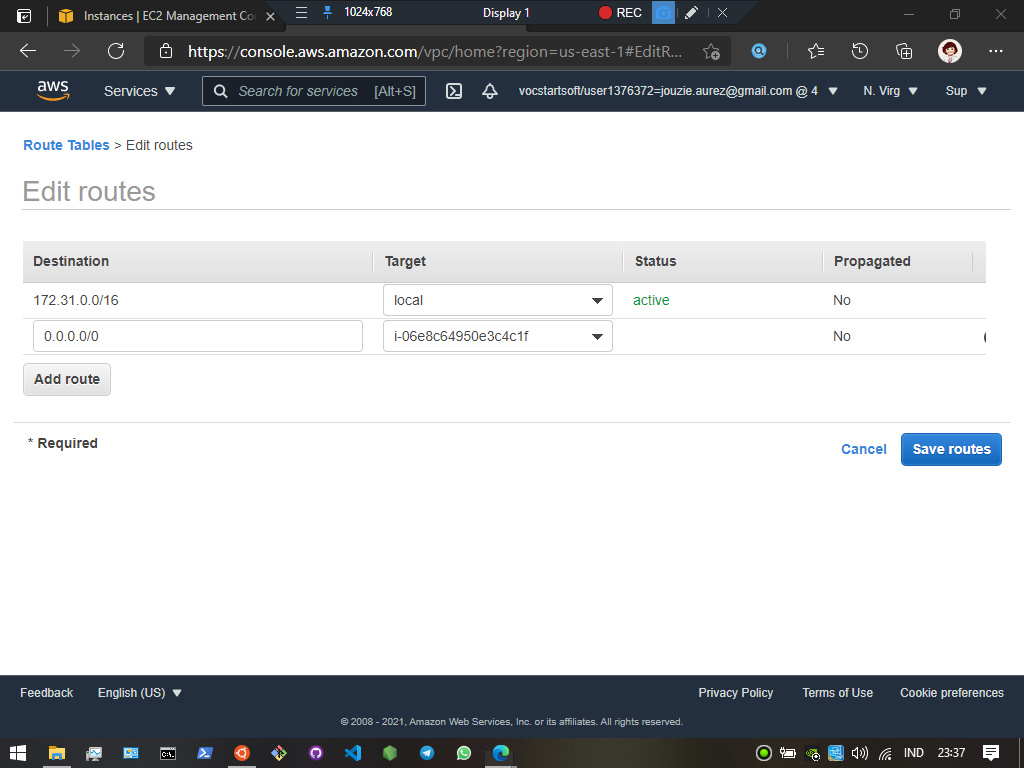 Instances | EC2 Management Co
1024x768
Display 1
REC
https://console.aws.amazon.com/vpc/home?region=us-east-1#EditR...
aws
Services
Search for services [Alt+S]
vocstartsoft/user1376372=jouzie.aurez@gmail.com @ 4
N. Virg
Sup
Route Tables > Edit routes
Edit routes
Destination Target Status Propagated
172.31.0.0/16 local active No
0.0.0.0/0 i-06e8c64950e3c4c1f No
Add route
* Required
Cancel Save routes
Feedback English (US) Privacy Policy Terms of Use Cookie preferences
© 2008 - 2021, Amazon Web Services, Inc. or its affiliates. All rights reserved.
IND 23:37